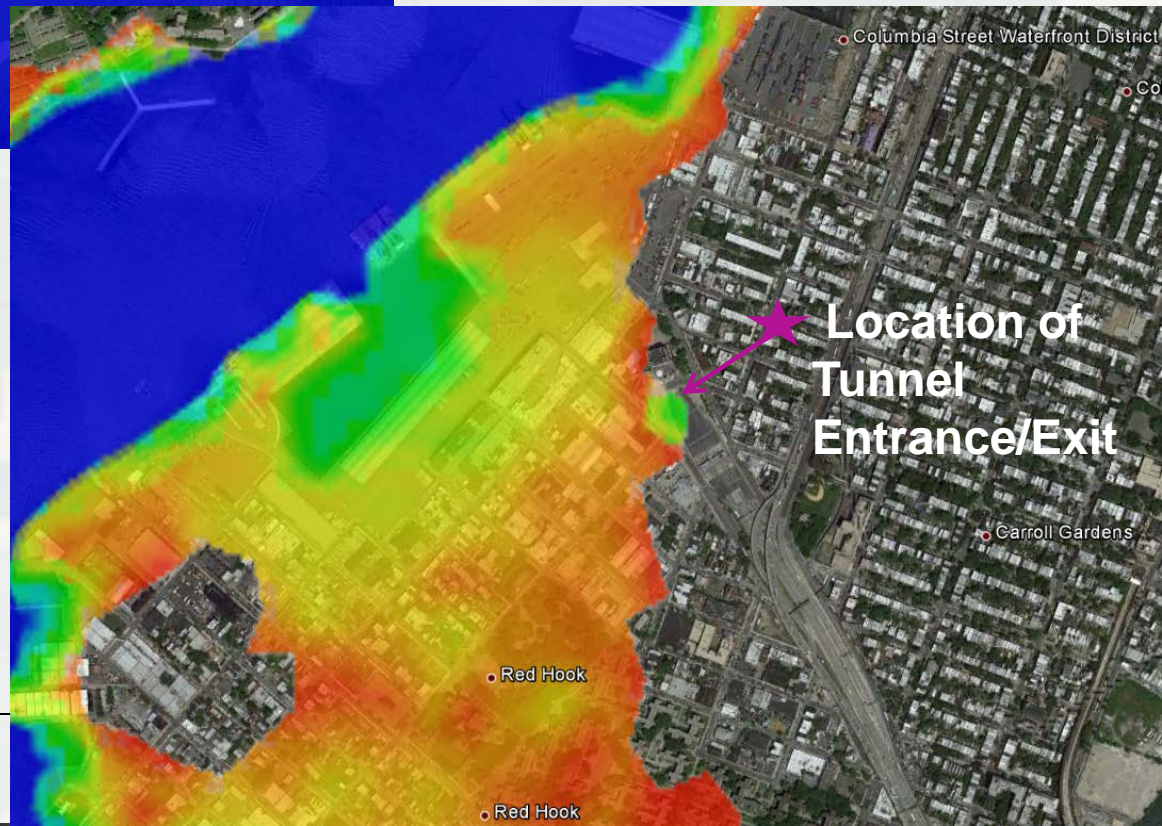 Columbia Street Waterfront District
Co
Location of
Tunnel
Entrance/Exit
Carroll Gardens
Red Hook
Red Hook